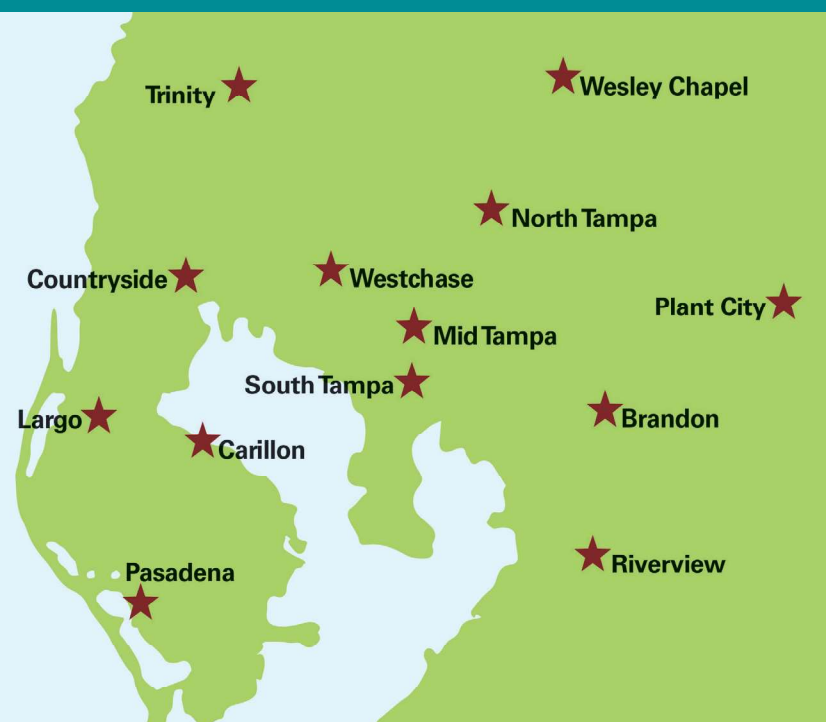 Wesley Chapel
Trinity
North Tampa
Countryside
Westchase
Plant City
Mid Tampa
South Tampa
Largo
Brandon
Carillon
Riverview
Pasadena